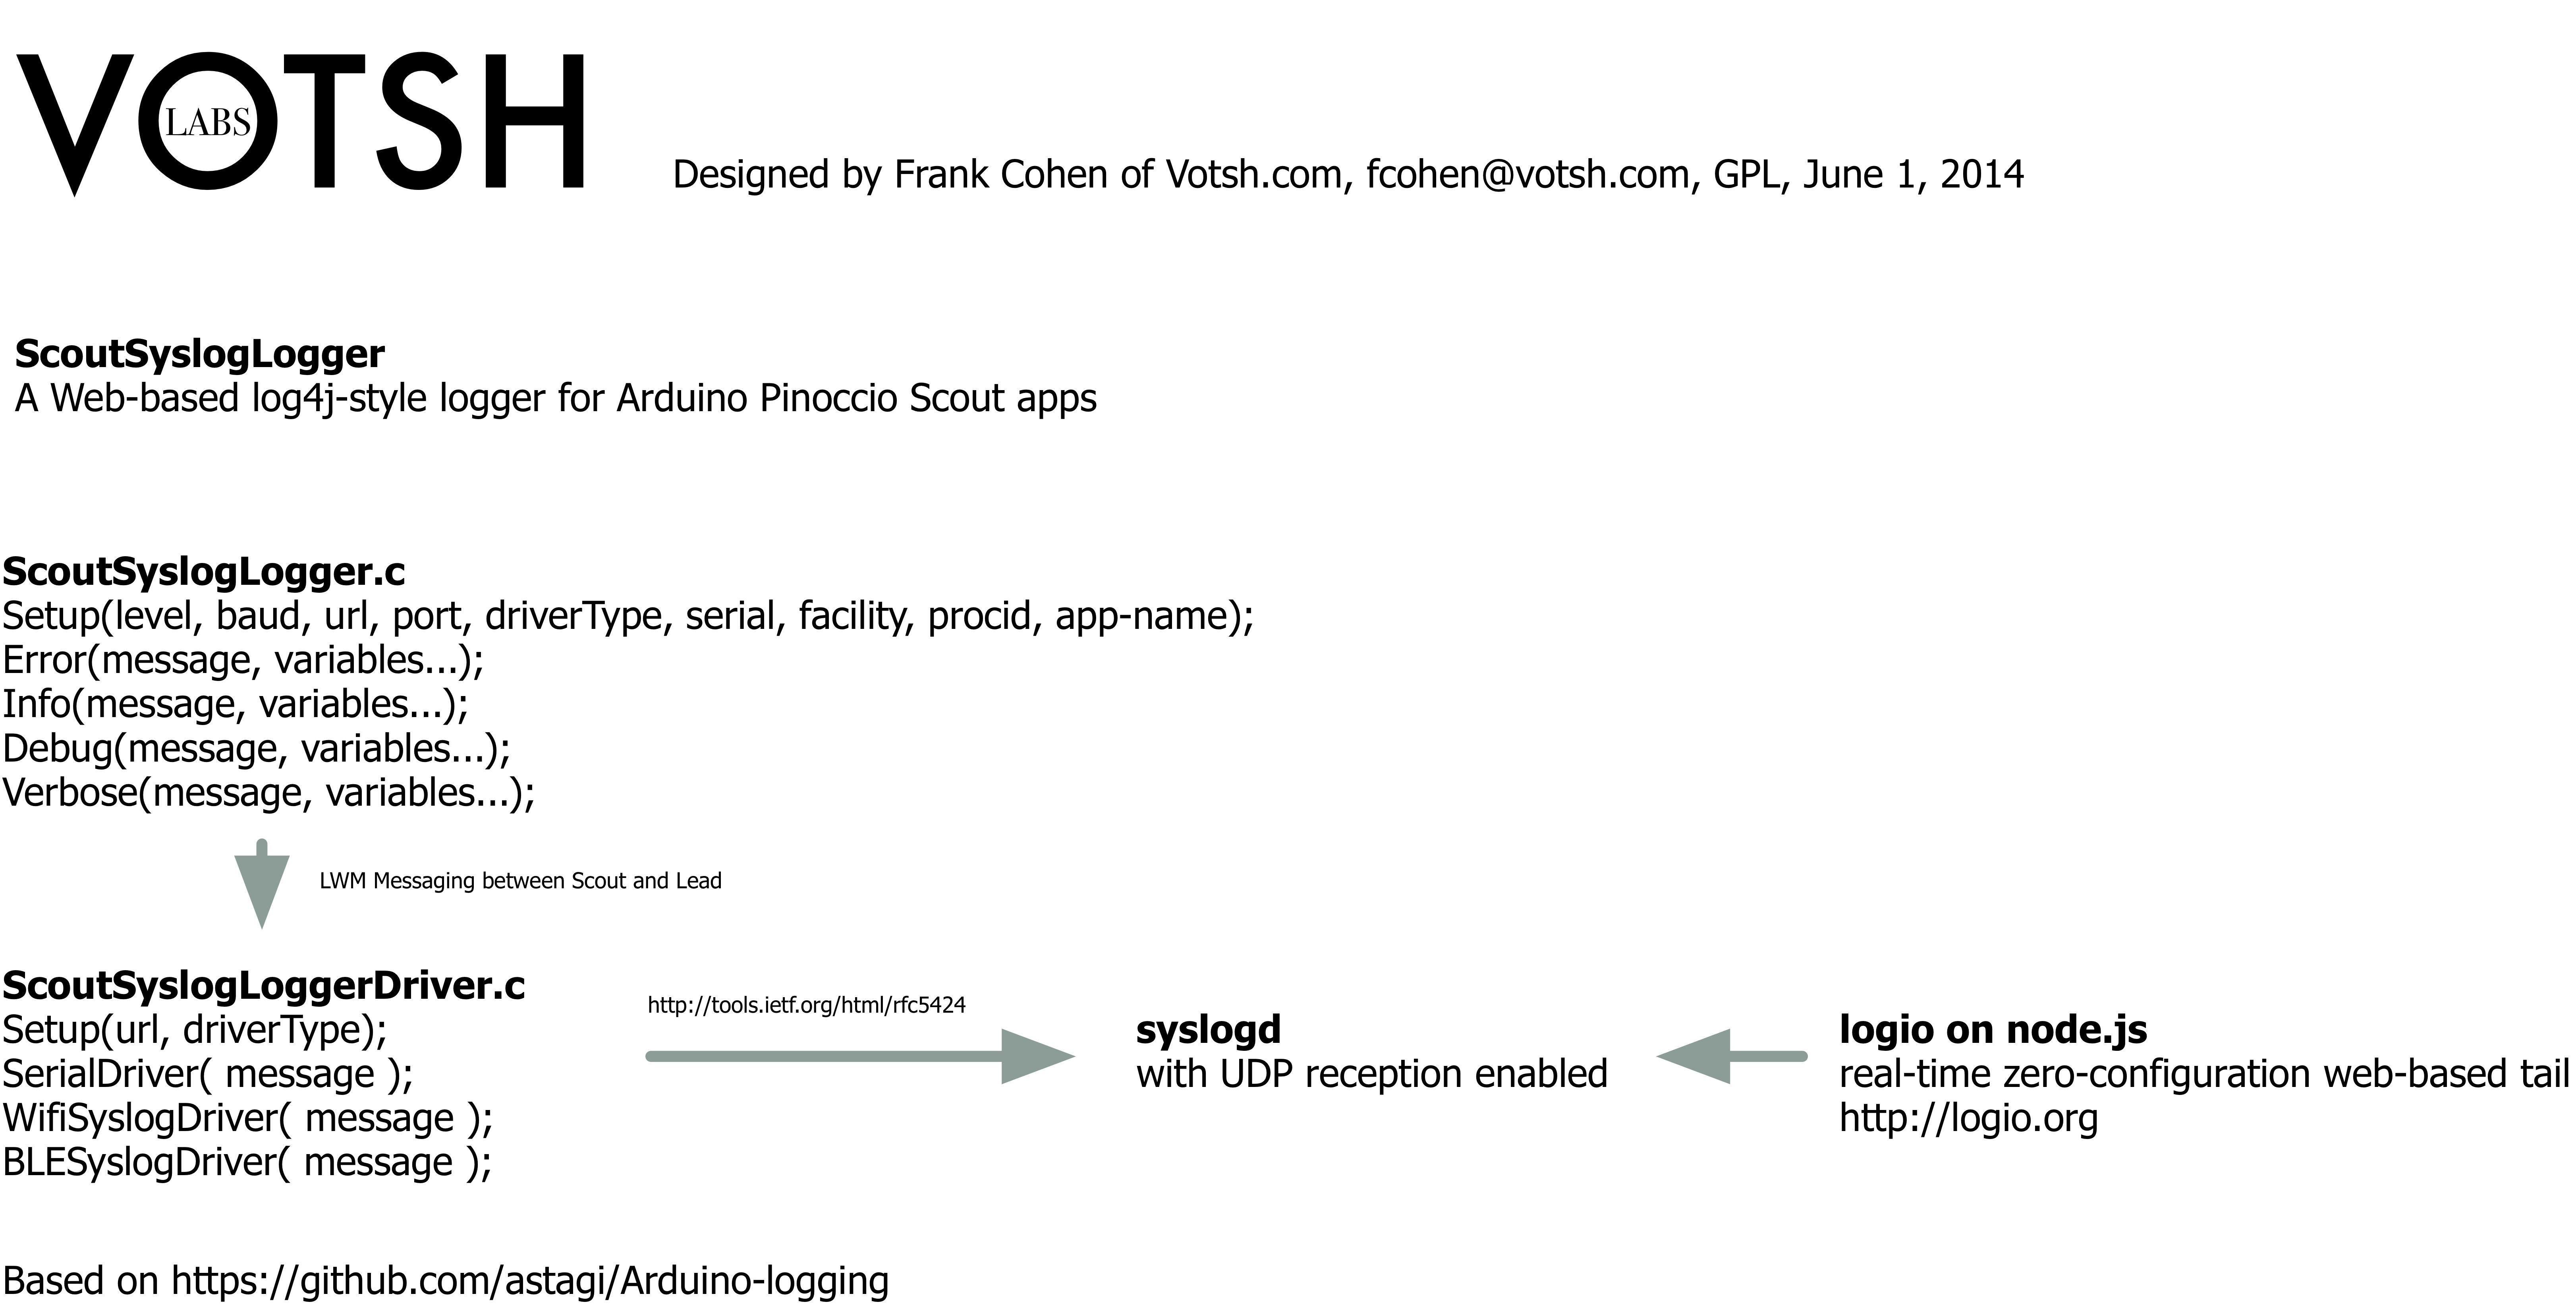 VOTSH
LABS
Designed by Frank Cohen of Votsh.com, fcohen@votsh.com, GPL, June 1, 2014
ScoutSyslogLogger
A Web-based log4j-style logger for Arduino Pinoccio Scout apps
ScoutSyslogLogger.c
Setup(level, baud, url, port, driverType, serial, facility, procid, app-name);
Error(message, variables...);
Info(message, variables...);
Debug(message, variables...);
Verbose(message, variables...);
LWM Messaging between Scout and Lead
ScoutSyslogLoggerDriver.c
Setup(url, driverType);
SerialDriver( message );
WifiSyslogDriver( message );
BLESyslogDriver( message );
http://tools.ietf.org/html/rfc5424
syslogd
with UDP reception enabled
logio on node.js
real-time zero-configuration web-based tail
http://logio.org
Based on https://github.com/astagi/Arduino-logging